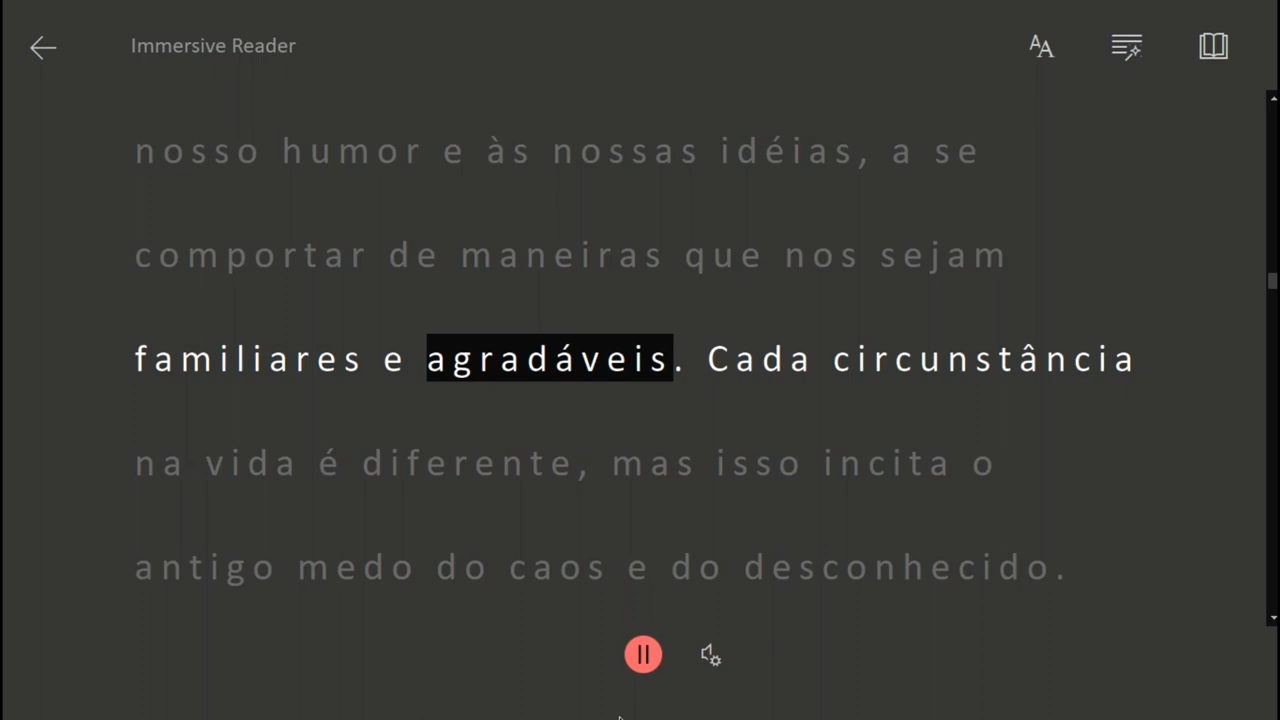 Immersive Reader
nosso humor e às nossas idéias, a se
comportar de maneiras que nos sejam
familiares e agradáveis. Cada circunstância
na vida é diferente, mas isso incita o
antigo medo do caos e do desconhecido.